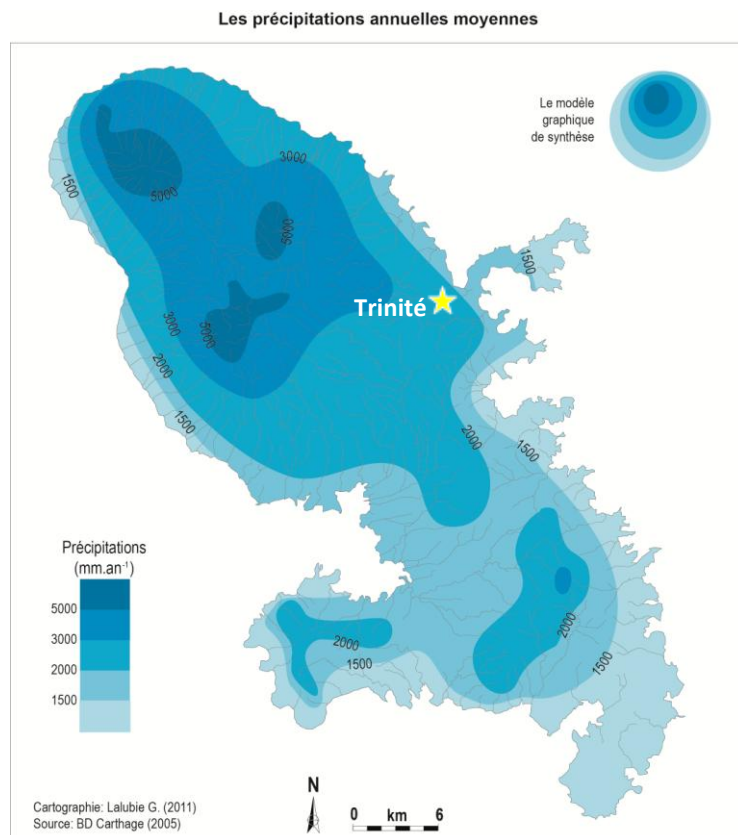 Les précipitations annuelles moyennes
Le modèle
graphique
de synthèse
3000
1500
5000
5000
1500
Trinité
5000
3000
2000
1500
2000
1500
Précipitations
(mm.an⁻¹)
5000
3000
2000
1500
2000
1500
2000
1500
N
0 km 6
Cartographie: Lalubie G. (2011)
Source: BD Carthage (2005)